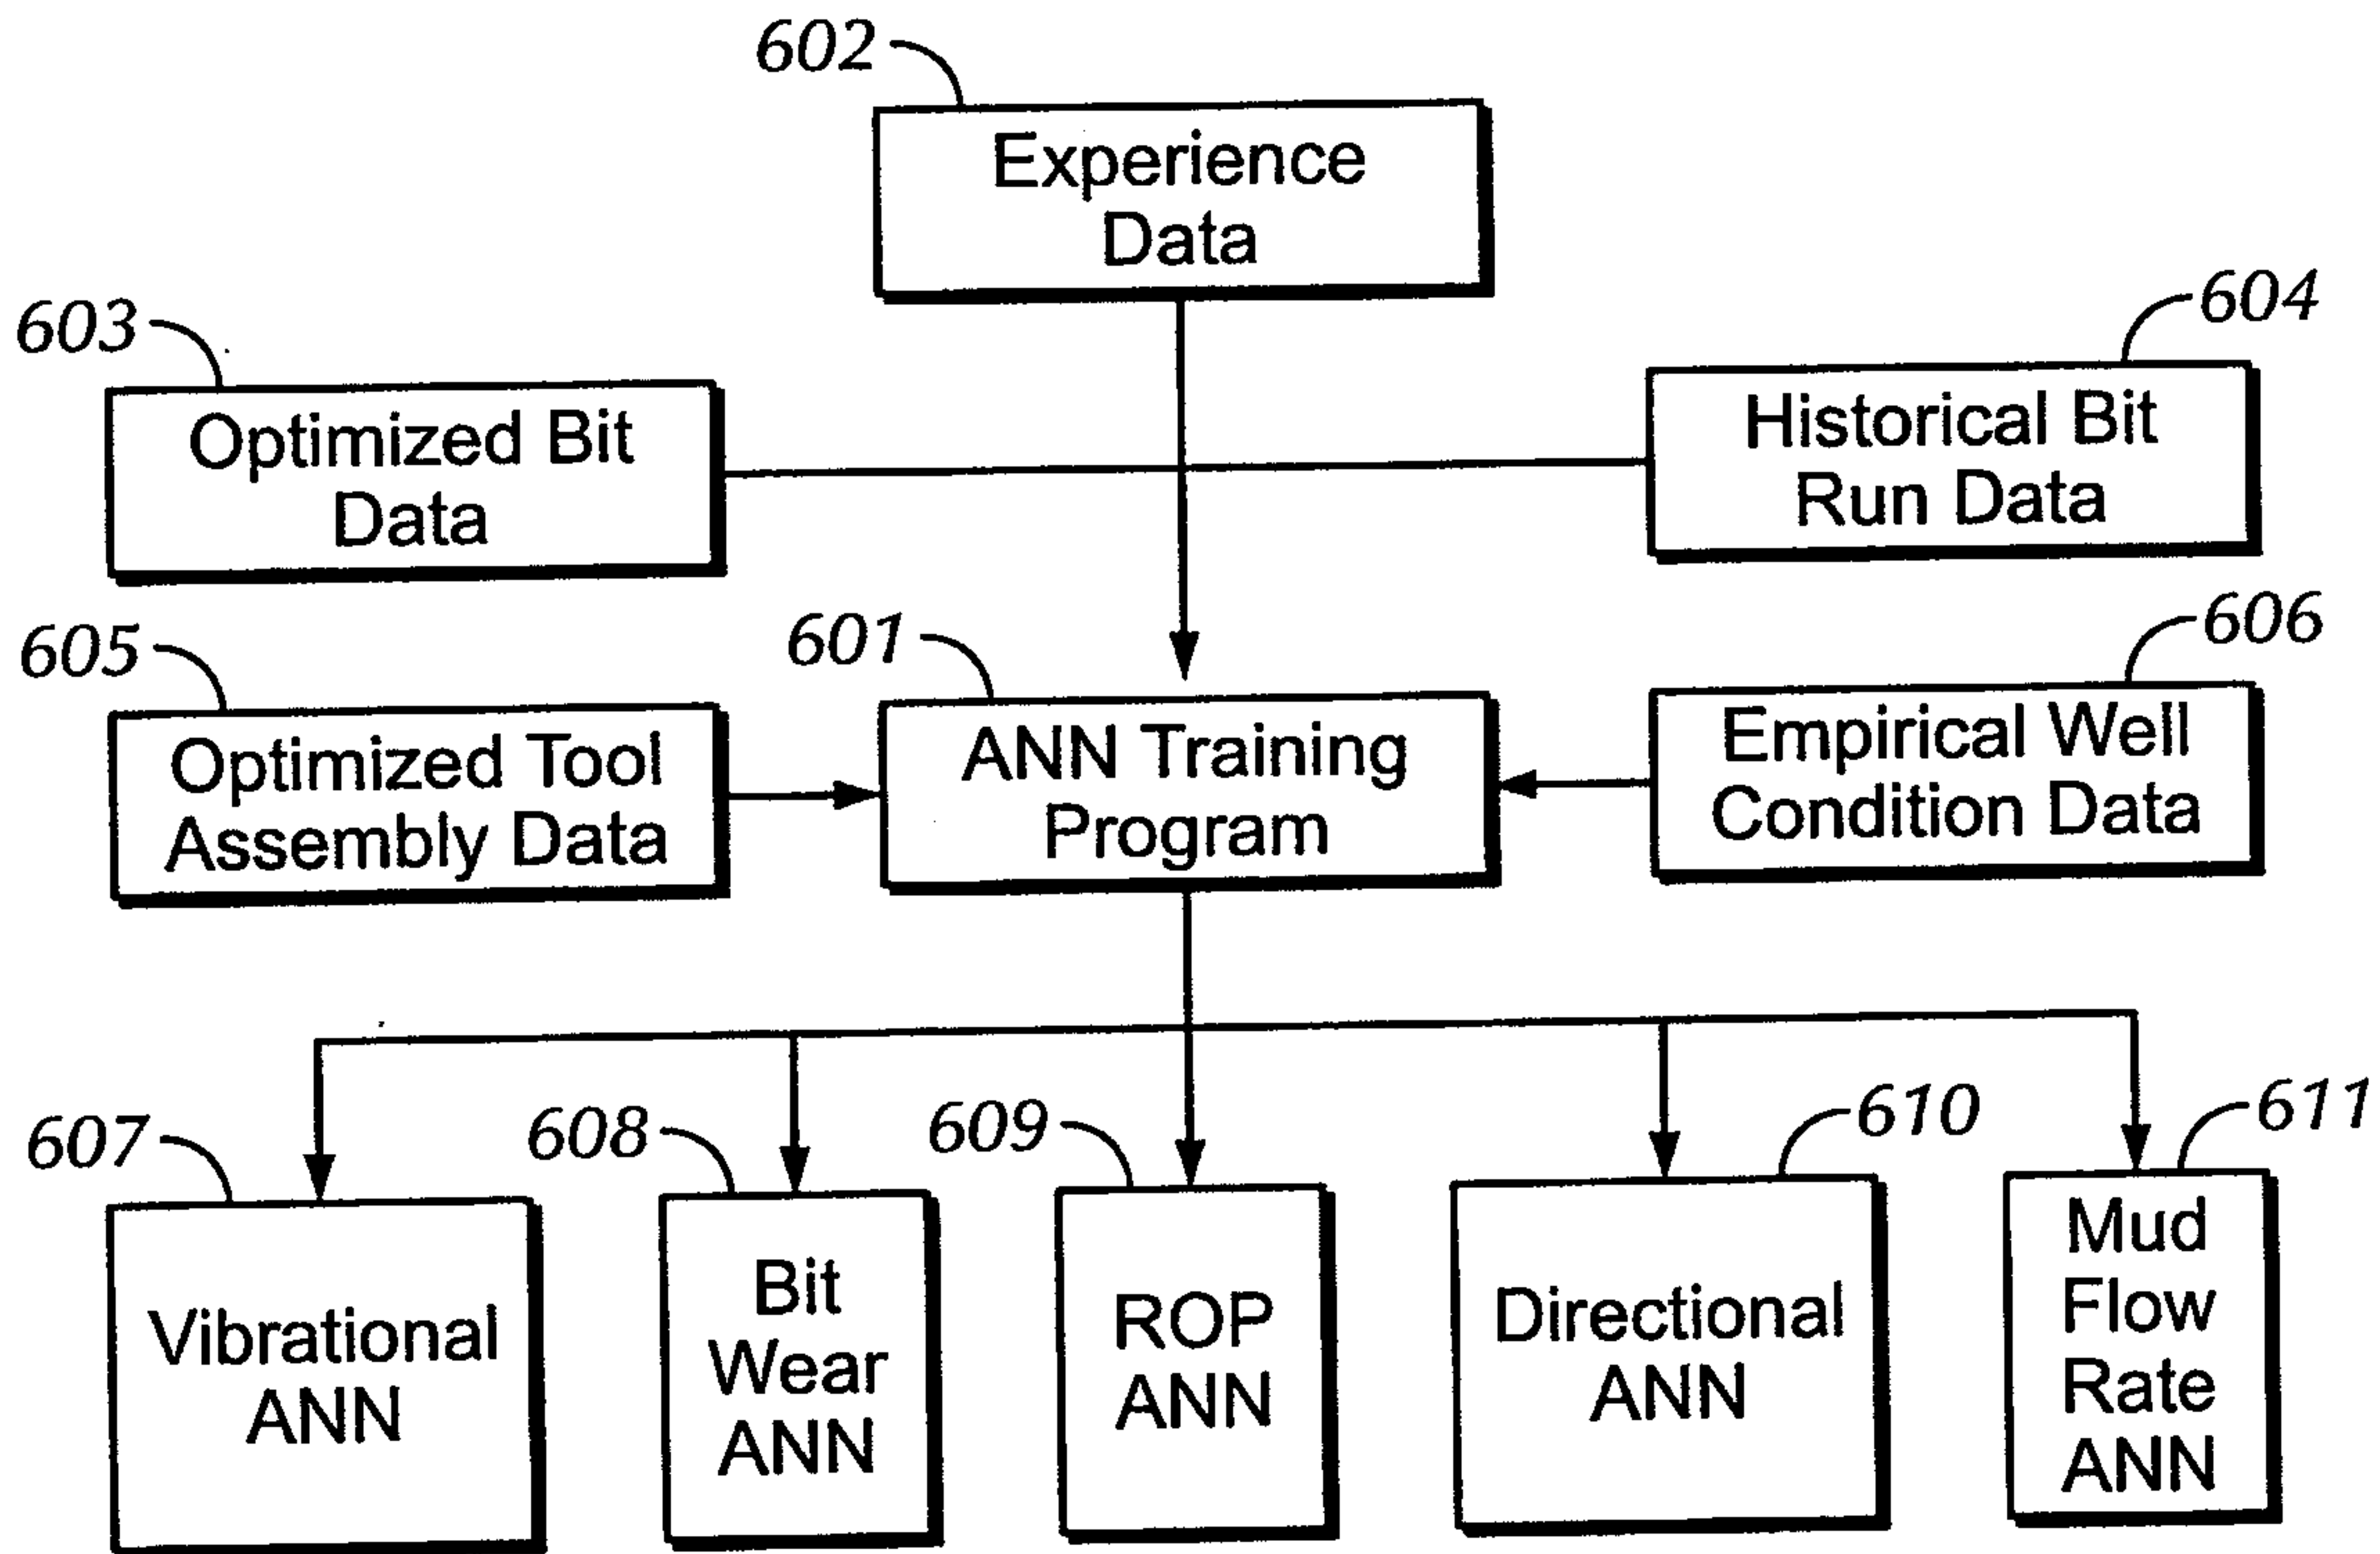 602
Experience
Data
603
Optimized Bit
Data
604
Historical Bit
Run Data
605
Optimized Tool
Assembly Data
601
ANN Training
Program
606
Empirical Well
Condition Data
607
Vibrational
ANN
608
Bit
Wear
ANN
609
ROP
ANN
610
Directional
ANN
611
Mud
Flow
Rate
ANN